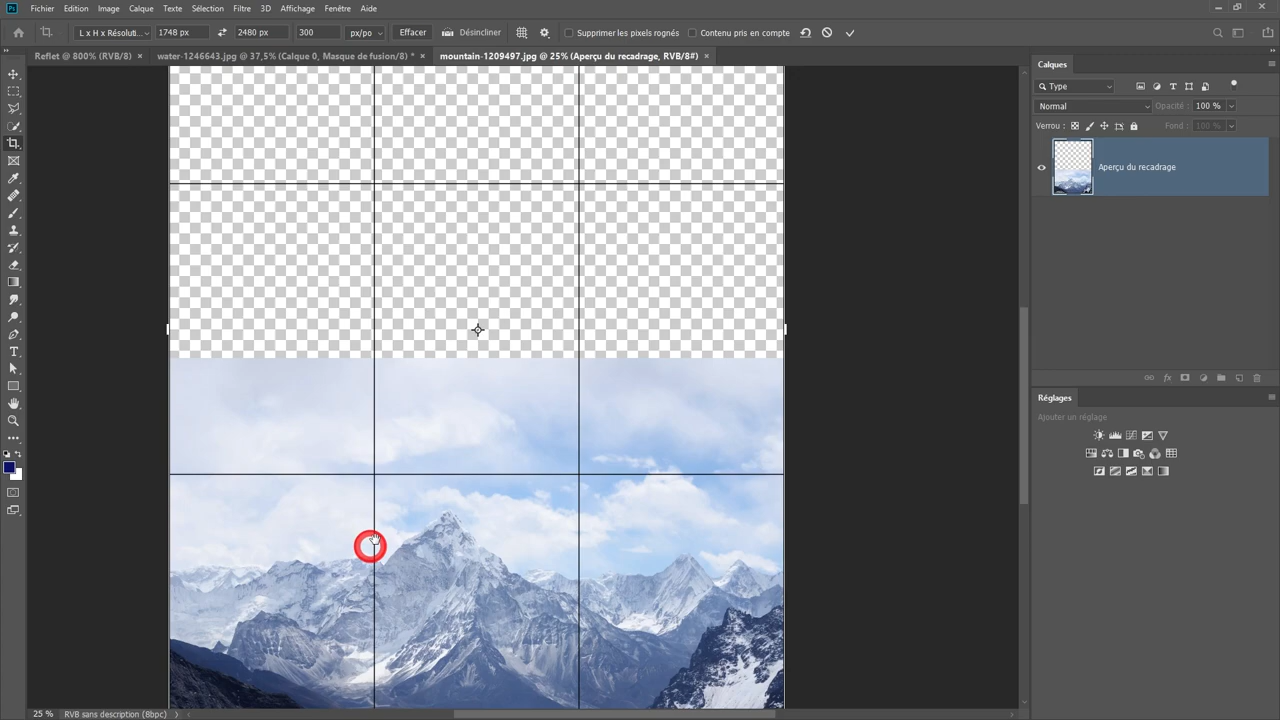 Ps Fichier Edition Image Calque Texte Sélection Filtre 3D Affichage Fenêtre Aide
L x H x Résoluti... 1748 px 2480 px 300 px/po Effacer Désincliner Supprimer les pixels rognés Contenu pris en compte
Reflet @ 800% (RVB/8) × water-1246643.jpg @ 37,5% (Calque 0, Masque de fusion/8) * × mountain-1209497.jpg @ 25% (Aperçu du recadrage, RVB/8#) ×
Calques
Type
Normal Opacité : 100 %
Verrou : Fond : 100 %
Aperçu du recadrage
fx
Réglages
Ajouter un réglage
25 % RVB sans description (8bpc)